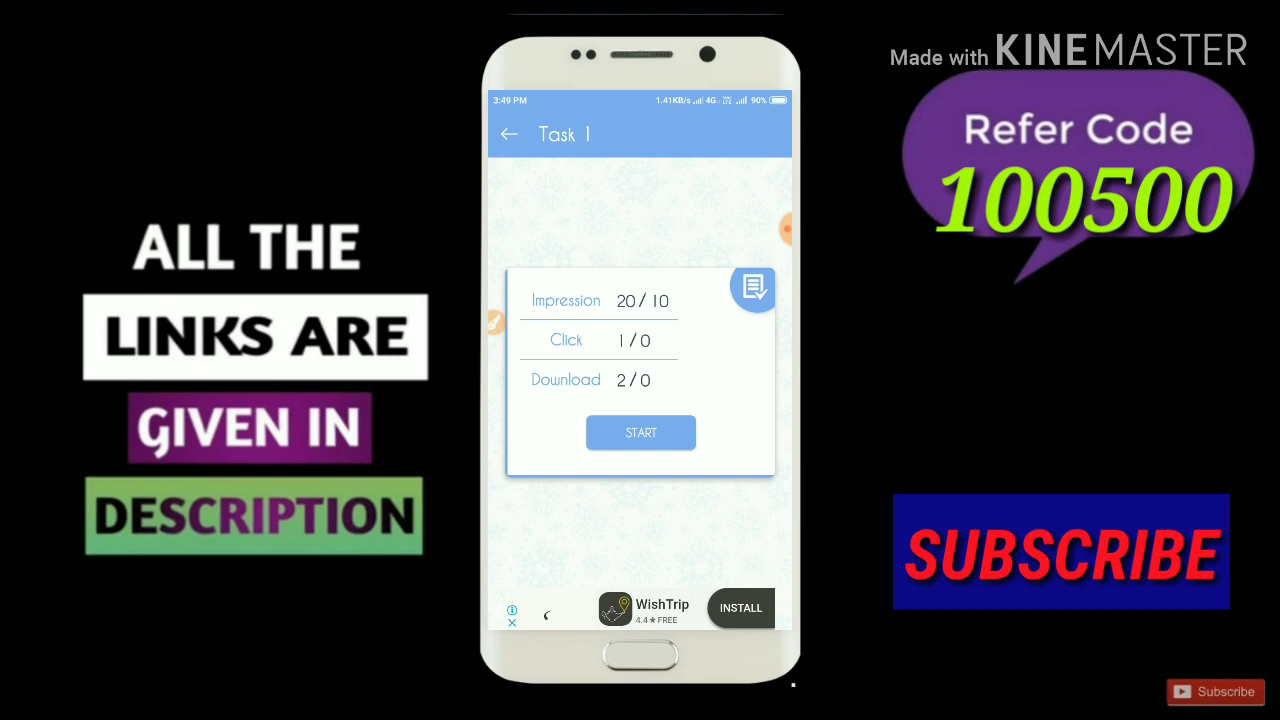 Made with KINEMASTER
Refer Code
100500
ALL THE
LINKS ARE
GIVEN IN
DESCRIPTION
3:49 PM 1.41KB/s 4G 90%
Task 1
Impression 20 / 10
Click 1 / 0
Download 2 / 0
START
WishTrip
4.4★FREE
INSTALL
SUBSCRIBE
Subscribe